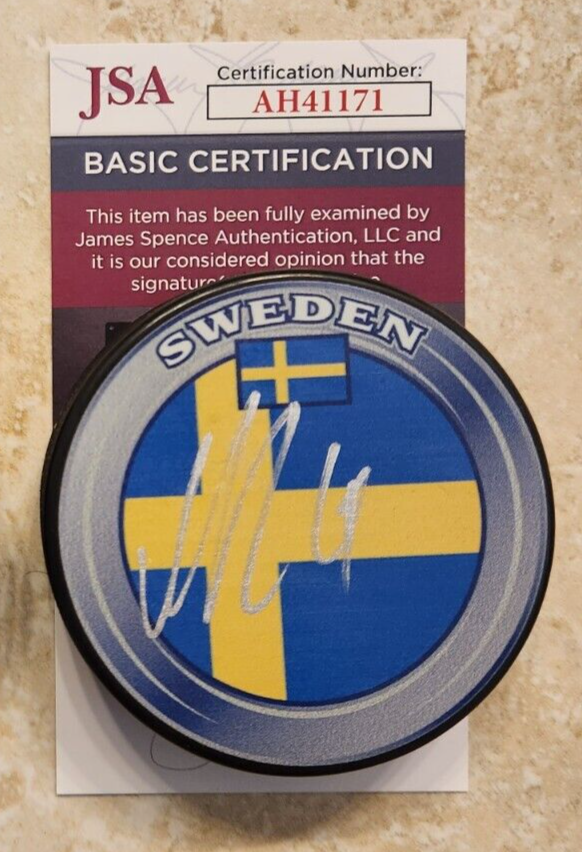 JSA
Certification Number:
AH41171
BASIC CERTIFICATION
This item has been fully examined by
James Spence Authentication, LLC and
it is our considered opinion that the
SWEDEN